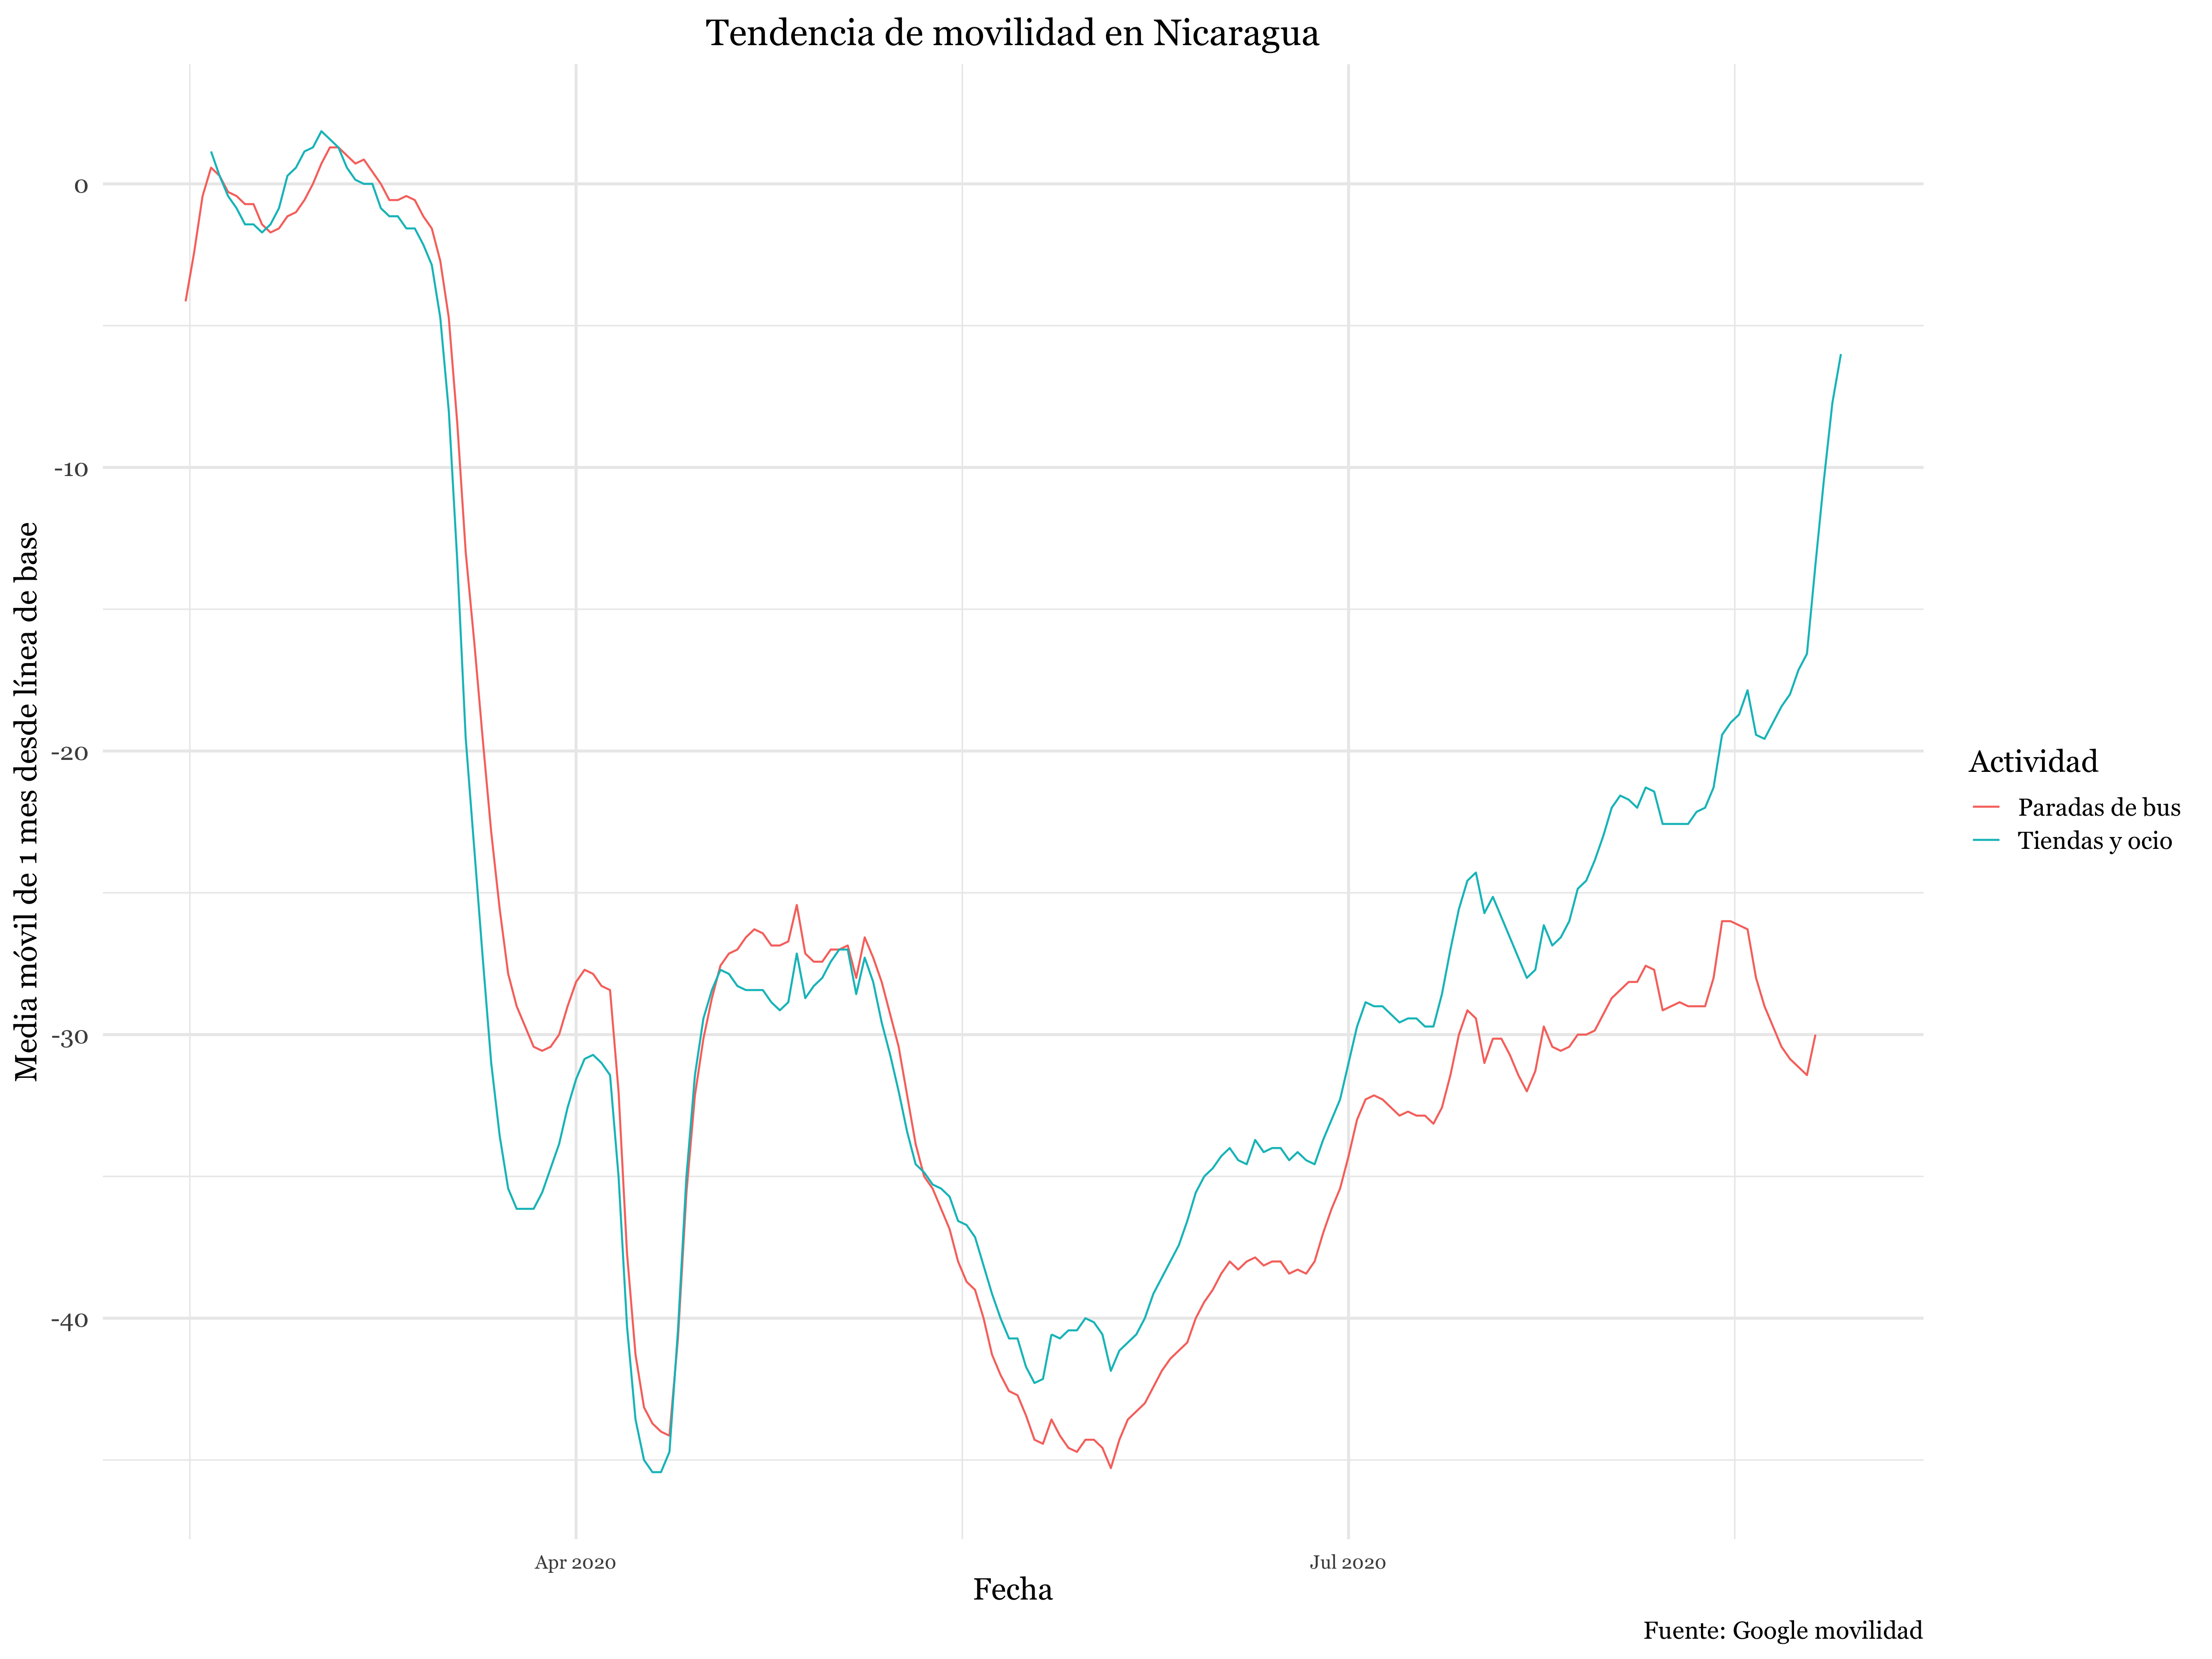 Tendencia de movilidad en Nicaragua
Media móvil de 1 mes desde línea de base
0
-10
-20
-30
-40
Apr 2020
Jul 2020
Fecha
Actividad
Paradas de bus
Tiendas y ocio
Fuente: Google movilidad